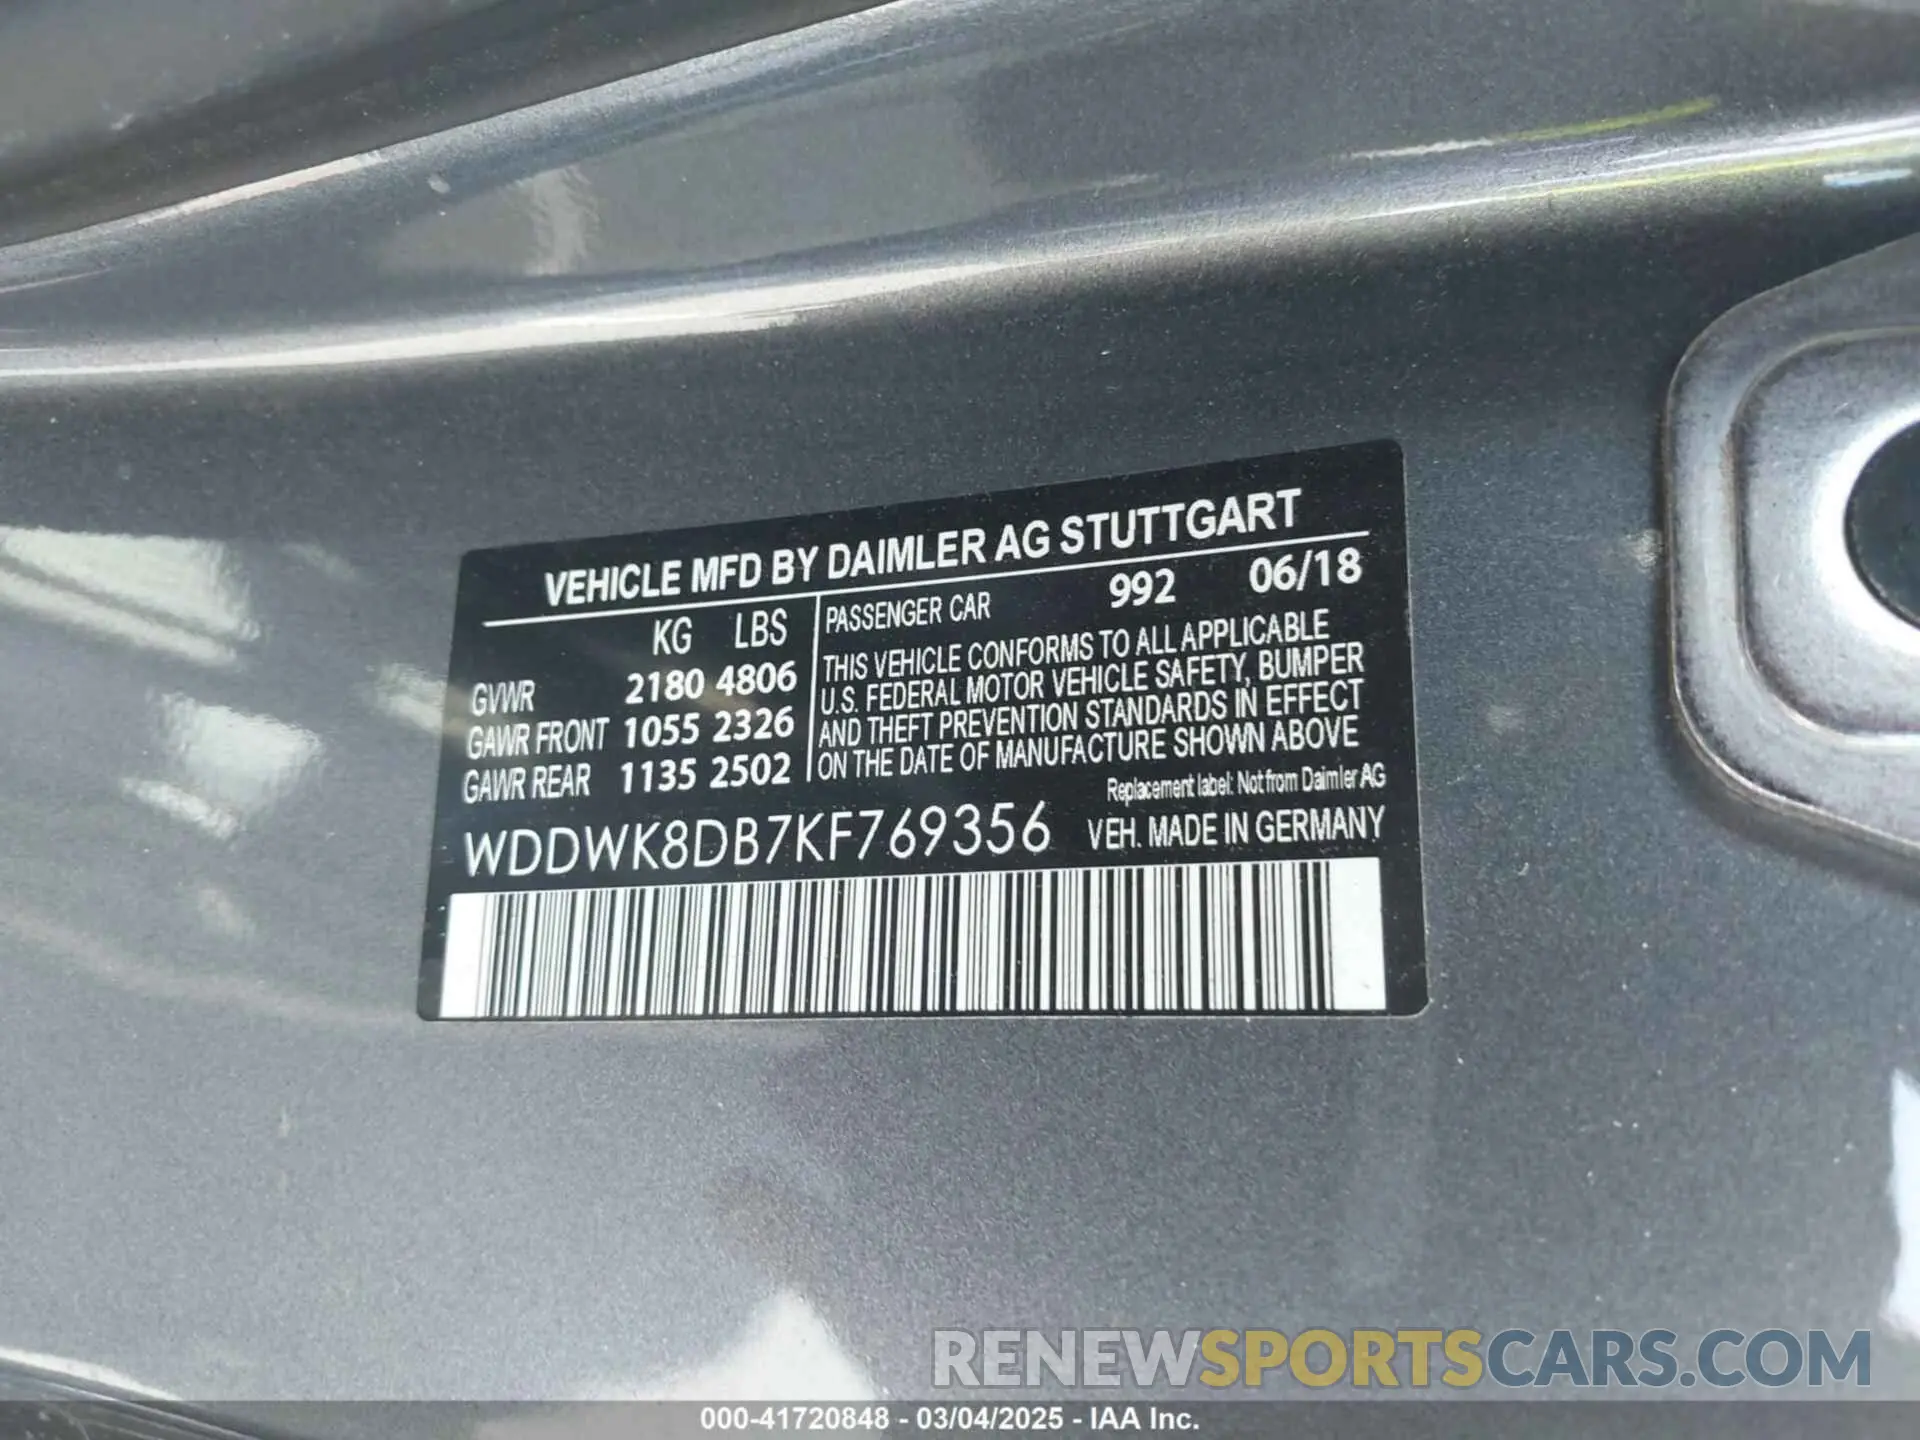 VEHICLE MFD BY DAIMLER AG STUTTGART
KG LBS
GVWR 2180 4806
GAWR FRONT 1055 2326
GAWR REAR 1135 2502
PASSENGER CAR 992 06/18
THIS VEHICLE CONFORMS TO ALL APPLICABLE
U.S. FEDERAL MOTOR VEHICLE SAFETY, BUMPER
AND THEFT PREVENTION STANDARDS IN EFFECT
ON THE DATE OF MANUFACTURE SHOWN ABOVE
Replacement label: Not from Daimler AG
WDDWK8DB7KF769356 VEH. MADE IN GERMANY
RENEWSPORTSCARS.COM
000-41720848 - 03/04/2025 - IAA Inc.